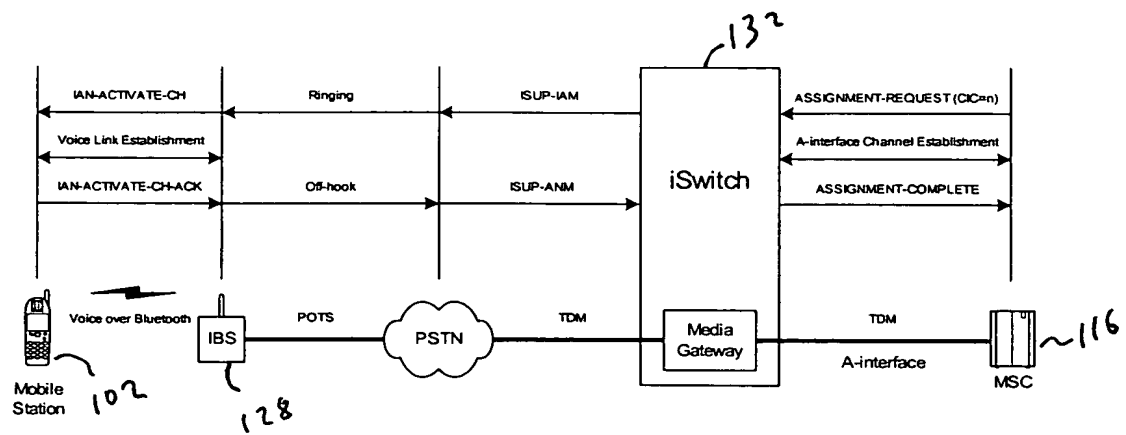 132
IAN-ACTIVATE-CH
Ringing
ISUP-IAM
ASSIGNMENT-REQUEST (CIC=n)
Voice Link Establishment
A-interface Channel Establishment
iSwitch
IAN-ACTIVATE-CH-ACK
Off-hook
ISUP-ANM
ASSIGNMENT-COMPLETE
Voice over Bluetooth
IBS
POTS
PSTN
TDM
Media
Gateway
TDM
A-interface
116
MSC
Mobile
Station
102
128